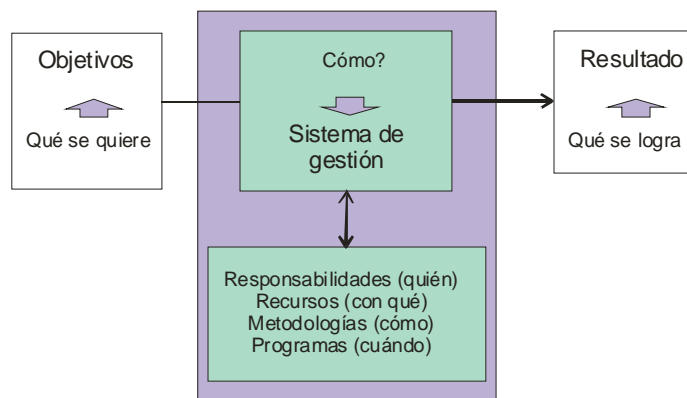 Objetivos
Qué se quiere
Cómo?
Sistema de
gestión
Resultado
Qué se logra
Responsabilidades (quién)
Recursos (con qué)
Metodologías (cómo)
Programas (cuándo)